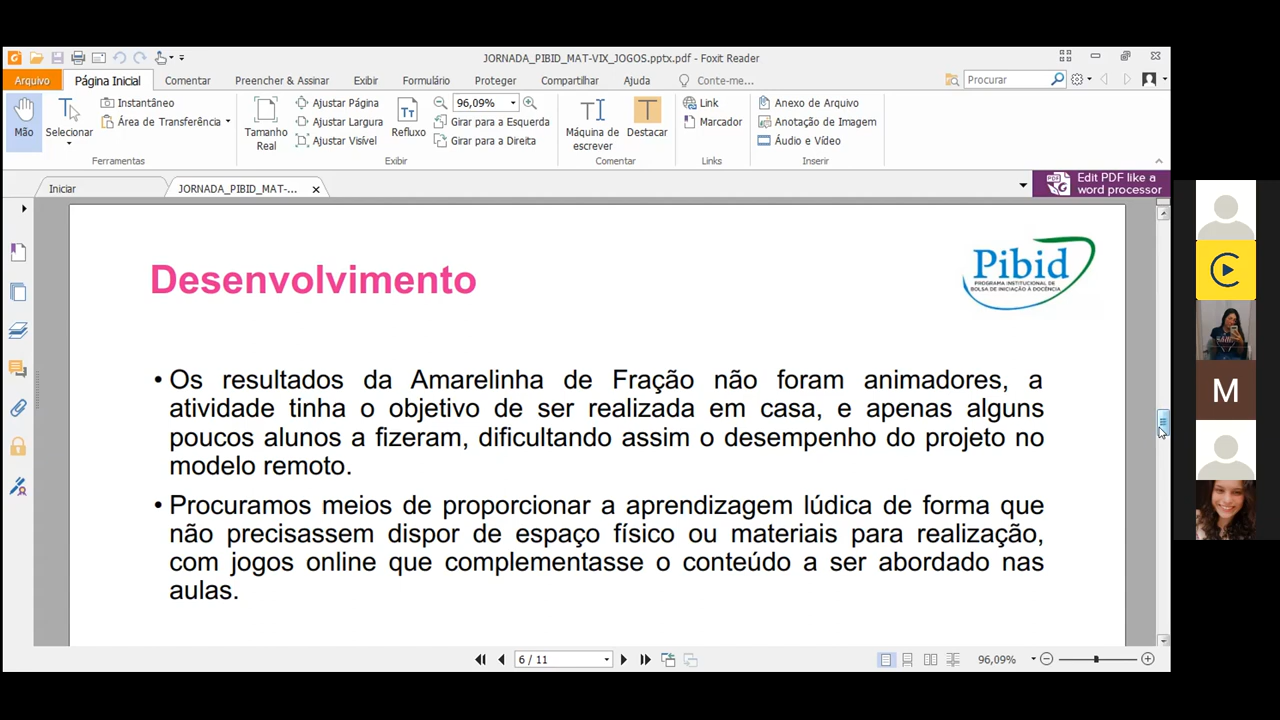 JORNADA_PIBID_MAT-VIX_JOGOS.pptx.pdf - Foxit Reader
Arquivo Página Inicial Comentar Preencher & Assinar Exibir Formulário Proteger Compartilhar Ajuda Conte-me... Procurar
Mão
Selecionar
Instantâneo
Área de Transferência
Ferramentas
Tamanho
Real
Ajustar Página
Ajustar Largura
Ajustar Visível
Refluxo
96,09%
Girar para a Esquerda
Girar para a Direita
Exibir
Máquina de
escrever
Destacar
Comentar
Link
Marcador
Links
Anexo de Arquivo
Anotação de Imagem
Áudio e Vídeo
Inserir
Iniciar
JORNADA_PIBID_MAT-...
Edit PDF like a
word processor
Desenvolvimento
Pibid
PROGRAMA INSTITUCIONAL DE
BOLSA DE INICIAÇÃO À DOCÊNCIA
• Os resultados da Amarelinha de Fração não foram animadores, a
atividade tinha o objetivo de ser realizada em casa, e apenas alguns
poucos alunos a fizeram, dificultando assim o desempenho do projeto no
modelo remoto.
• Procuramos meios de proporcionar a aprendizagem lúdica de forma que
não precisassem dispor de espaço físico ou materiais para realização,
com jogos online que complementasse o conteúdo a ser abordado nas
aulas.
M
6 / 11
96,09%